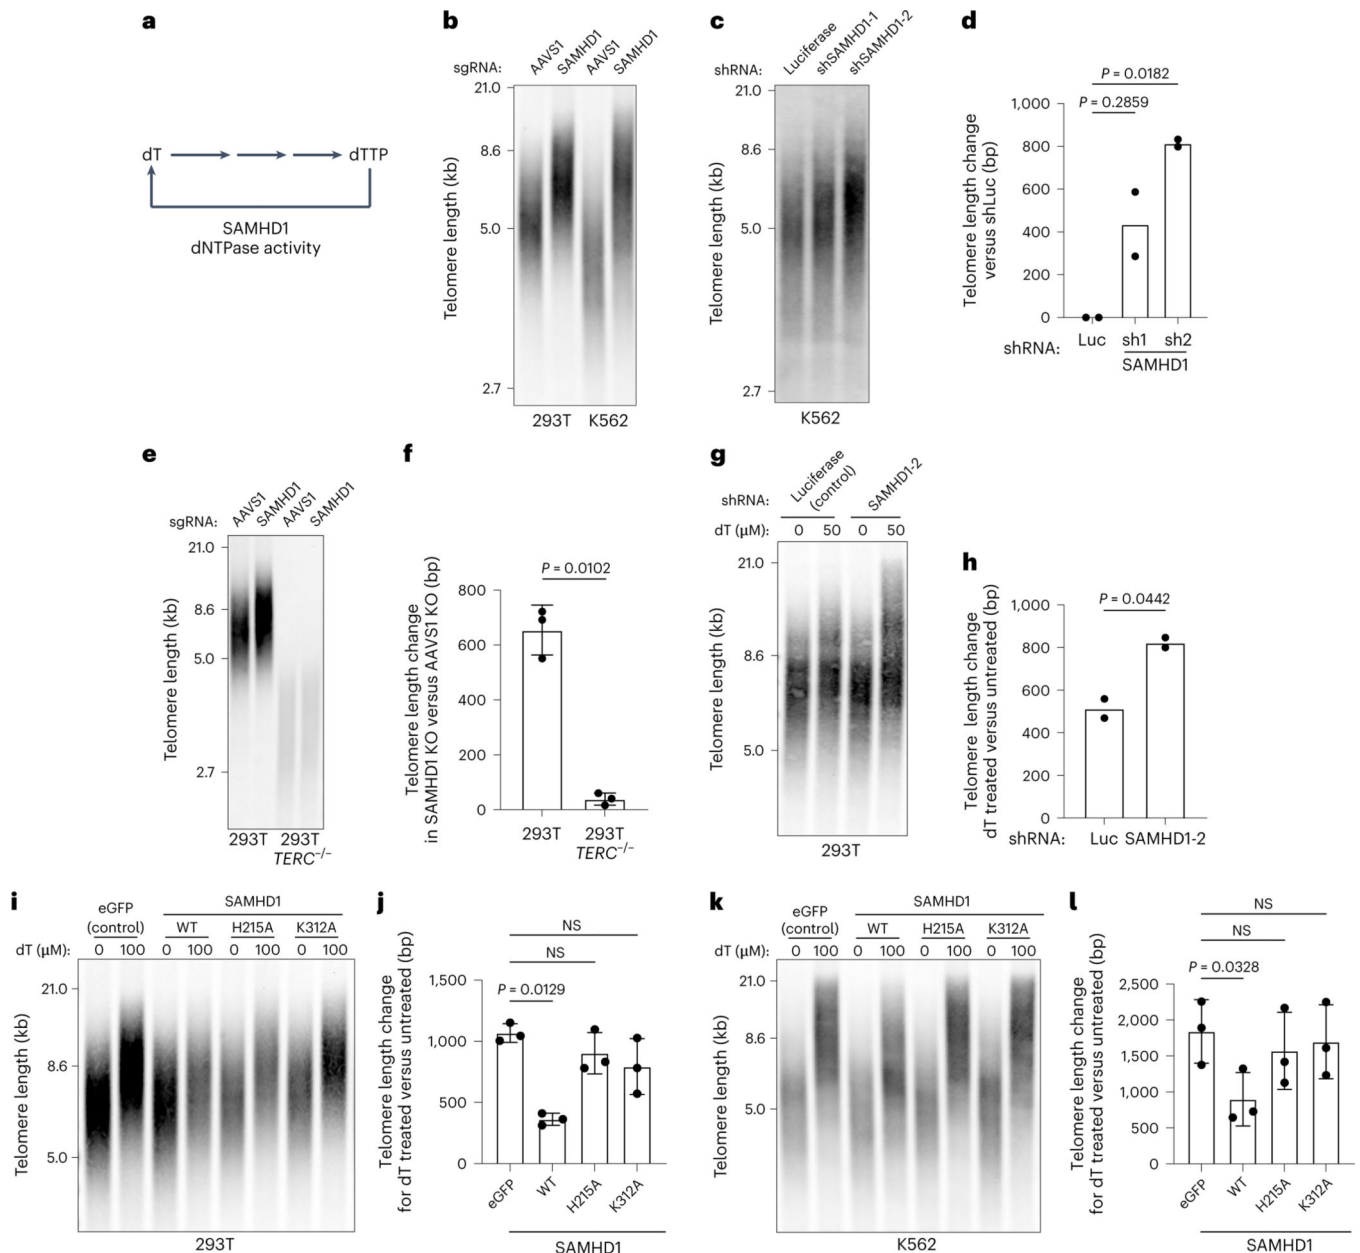 a
dT
dTTP
SAMHD1
dNTPase activity
b
sgRNA:
AAVS1
SAMHD1
AAVS1
SAMHD1
Telomere length (kb)
21.0
8.6
5.0
2.7
293T K562
c
shRNA:
Luciferase
shSAMHD1-1
shSAMHD1-2
Telomere length (kb)
21.0
8.6
5.0
2.7
K562
d
P = 0.0182
P = 0.2859
Telomere length change
versus shLuc (bp)
1,000
800
600
400
200
0
shRNA: Luc sh1 sh2
SAMHD1
e
sgRNA:
AAVS1
SAMHD1
AAVS1
SAMHD1
Telomere length (kb)
21.0
8.6
5.0
2.7
293T 293T
TERC−/−
f
P = 0.0102
Telomere length change
in SAMHD1 KO versus AAVS1 KO (bp)
800
600
400
200
0
293T 293T
TERC−/−
g
shRNA:
Luciferase
(control)
SAMHD1-2
dT (μM): 0 50 0 50
Telomere length (kb)
21.0
8.6
5.0
293T
h
P = 0.0442
Telomere length change
dT treated versus untreated (bp)
1,000
800
600
400
200
0
shRNA: Luc SAMHD1-2
i
eGFP
(control)
SAMHD1
WT H215A K312A
dT (μM): 0 100 0 100 0 100 0 100
Telomere length (kb)
21.0
8.6
5.0
293T
j
NS
NS
P = 0.0129
Telomere length change
for dT treated versus untreated (bp)
1,500
1,000
500
0
eGFP
WT
H215A
K312A
SAMHD1
k
eGFP
(control)
SAMHD1
WT H215A K312A
dT (μM): 0 100 0 100 0 100 0 100
Telomere length (kb)
21.0
8.6
5.0
K562
l
NS
NS
P = 0.0328
Telomere length change
for dT treated versus untreated (bp)
2,500
2,000
1,500
1,000
500
0
eGFP
WT
H215A
K312A
SAMHD1